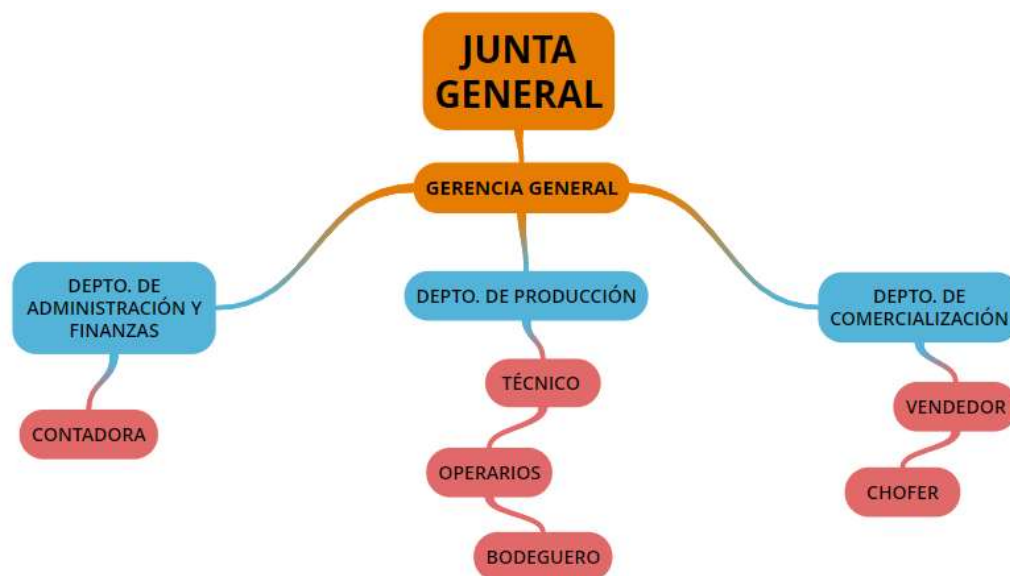 JUNTA
GENERAL
GERENCIA GENERAL
DEPTO. DE
ADMINISTRACIÓN Y
FINANZAS
CONTADORA
DEPTO. DE PRODUCCIÓN
TÉCNICO
OPERARIOS
BODEGUERO
DEPTO. DE
COMERCIALIZACIÓN
VENDEDOR
CHOFER